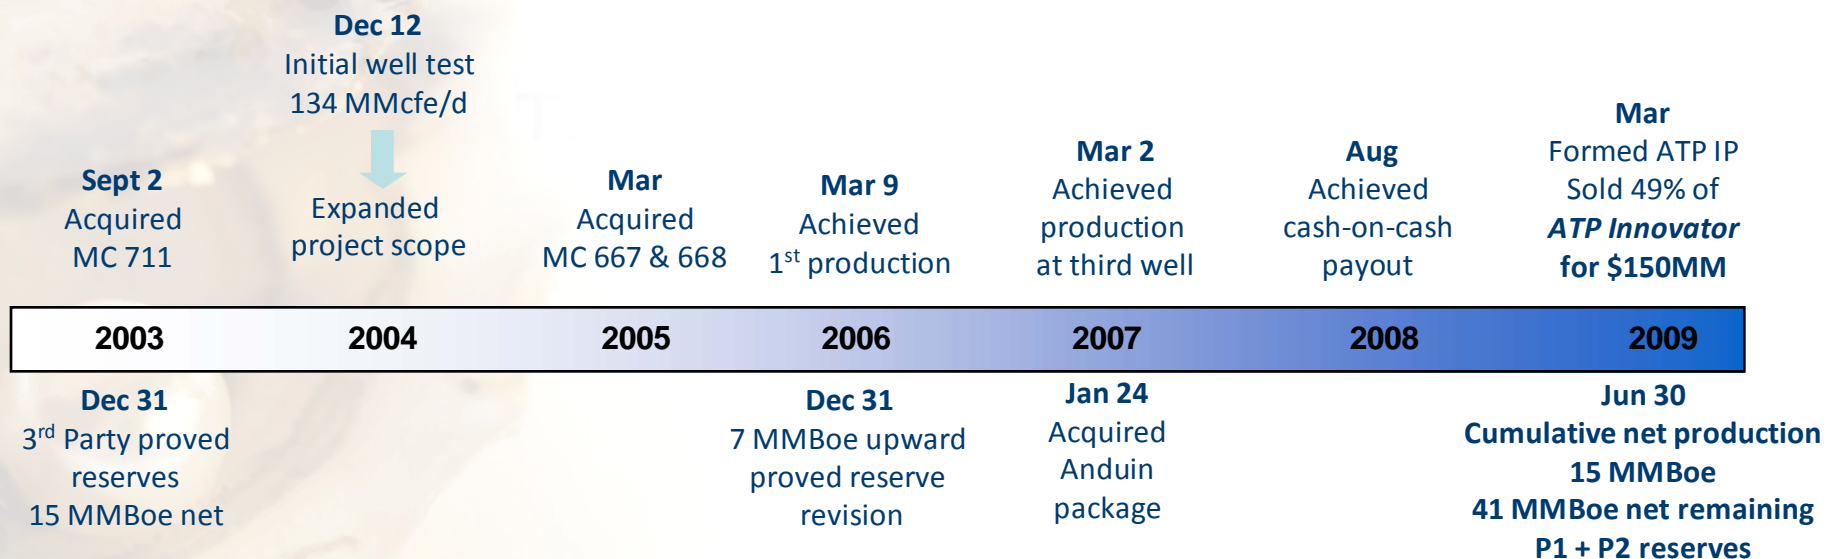 Dec 12
Initial well test
134 MMcfe/d
Expanded
project scope
Sept 2
Acquired
MC 711
Mar
Acquired
MC 667 & 668
Mar 9
Achieved
1st production
Mar 2
Achieved
production
at third well
Aug
Achieved
cash-on-cash
payout
Mar
Formed ATP IP
Sold 49% of
ATP Innovator
for $150MM
2003 2004 2005 2006 2007 2008 2009
Dec 31
3rd Party proved
reserves
15 MMBoe net
Dec 31
7 MMBoe upward
proved reserve
revision
Jan 24
Acquired
Anduin
package
Jun 30
Cumulative net production
15 MMBoe
41 MMBoe net remaining
P1 + P2 reserves